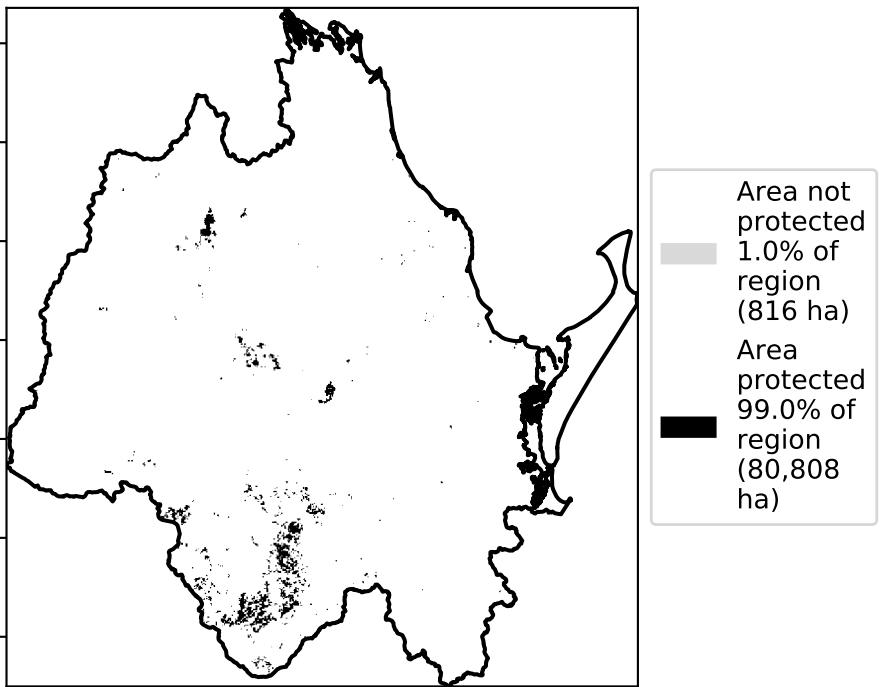 Area not
protected
1.0% of
region
(816 ha)
Area
protected
99.0% of
region
(80,808
ha)